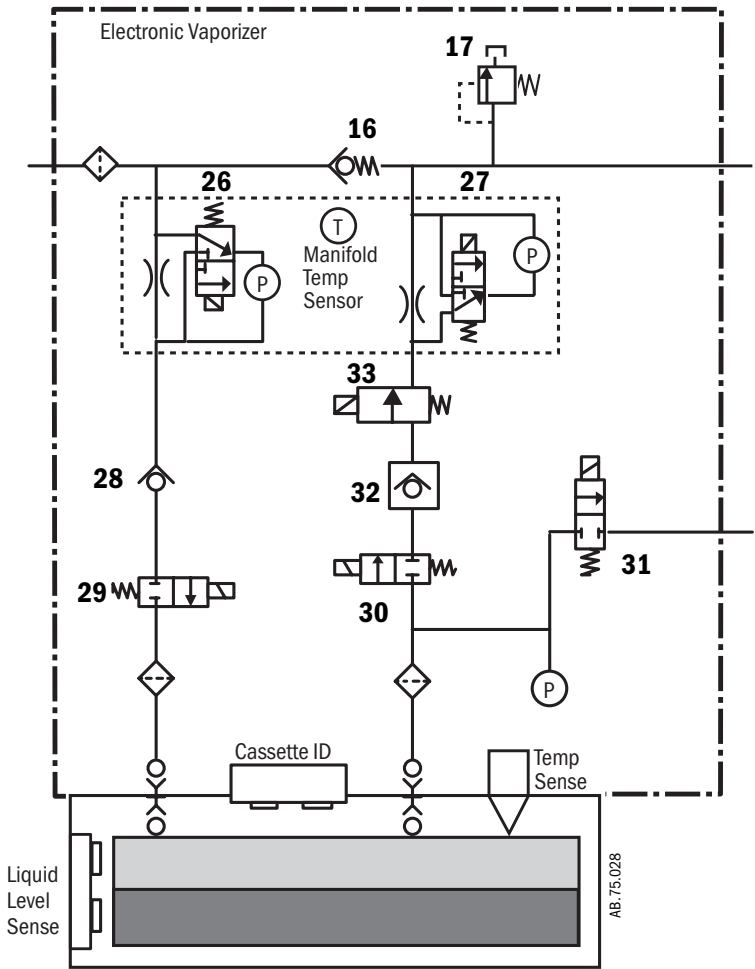 Electronic Vaporizer
17
16
26
27
T
Manifold
Temp
Sensor
P
P
33
28
32
31
29
30
P
Cassette ID
Temp
Sense
Liquid
Level
Sense
AB.75.028